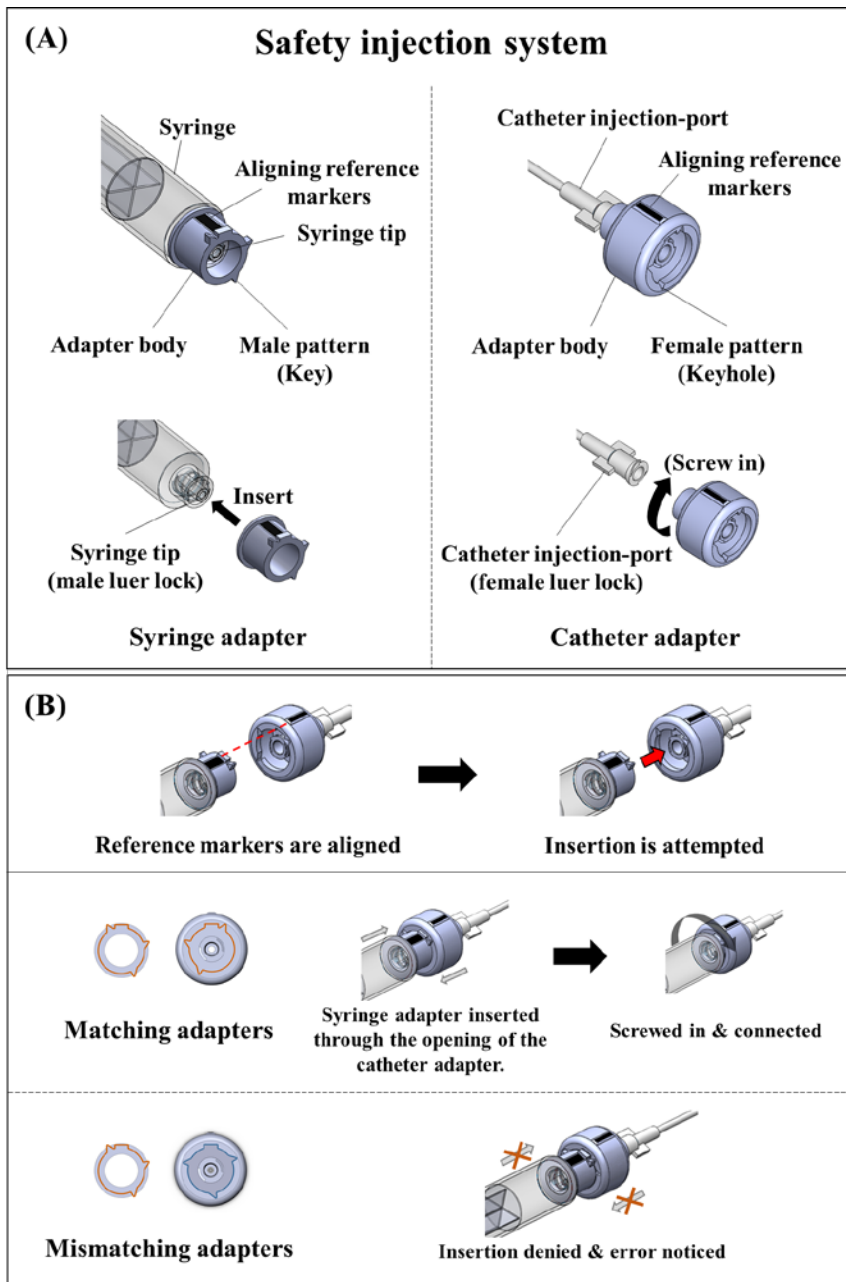 (A)
Safety injection system
Syringe
Aligning reference
markers
Syringe tip
Adapter body
Male pattern
(Key)
Insert
Syringe tip
(male luer lock)
Syringe adapter
Catheter injection-port
Aligning reference
markers
Adapter body
Female pattern
(Keyhole)
(Screw in)
Catheter injection-port
(female luer lock)
Catheter adapter
(B)
Reference markers are aligned
Insertion is attempted
Matching adapters
Syringe adapter inserted
through the opening of the
catheter adapter.
Screwed in & connected
Mismatching adapters
Insertion denied & error noticed